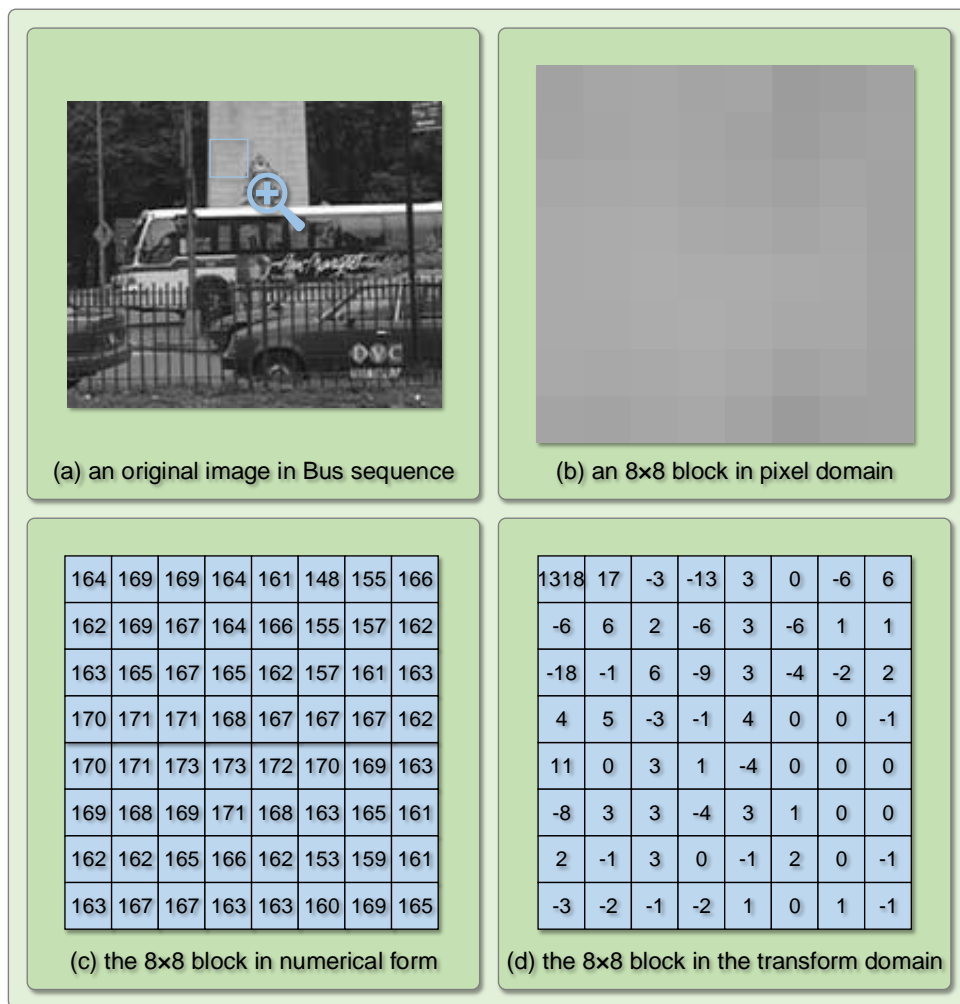 (a) an original image in Bus sequence
(b) an 8×8 block in pixel domain
164 169 169 164 161 148 155 166
162 169 167 164 166 155 157 162
163 165 167 165 162 157 161 163
170 171 171 168 167 167 167 162
170 171 173 173 172 170 169 163
169 168 169 171 168 163 165 161
162 162 165 166 162 153 159 161
163 167 167 163 163 160 169 165
(c) the 8×8 block in numerical form
1318 17 -3 -13 3 0 -6 6
-6 6 2 -6 3 -6 1 1
-18 -1 6 -9 3 -4 -2 2
4 5 -3 -1 4 0 0 -1
11 0 3 1 -4 0 0 0
-8 3 3 -4 3 1 0 0
2 -1 3 0 -1 2 0 -1
-3 -2 -1 -2 1 0 1 -1
(d) the 8×8 block in the transform domain